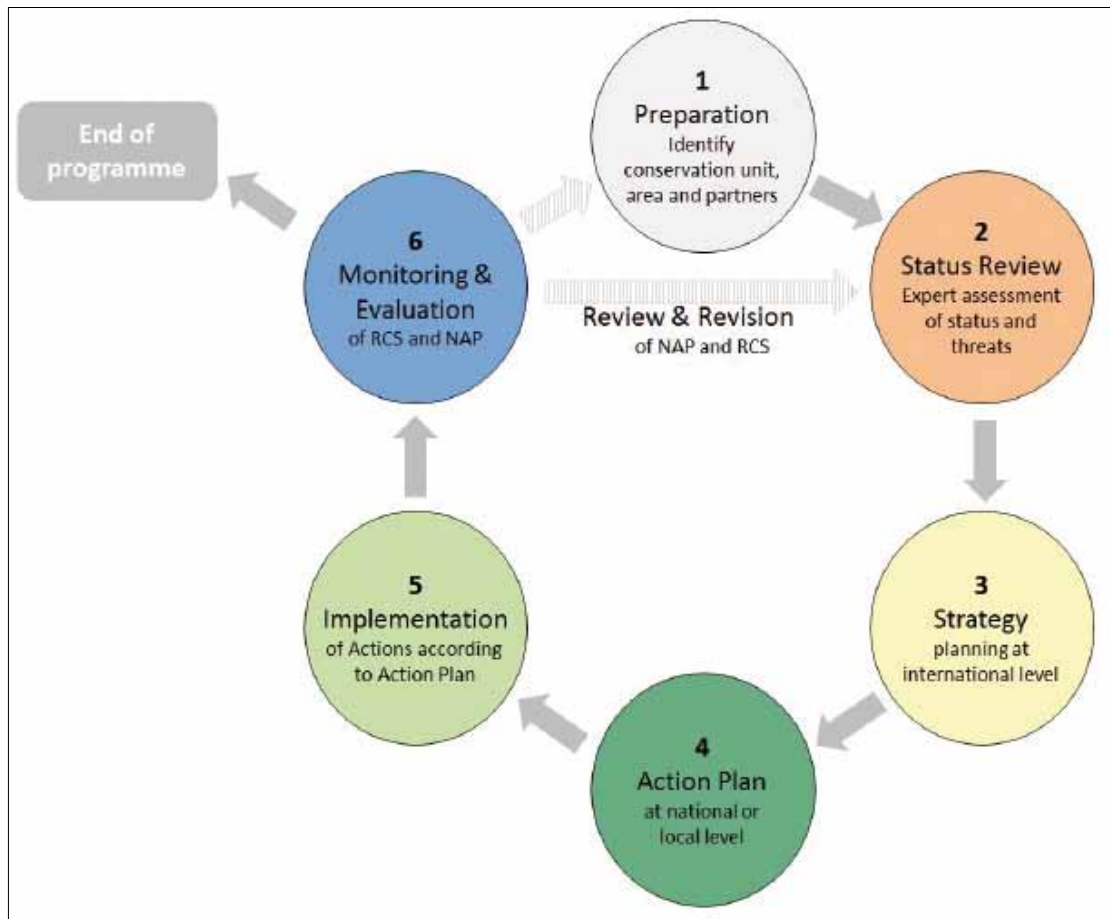 End of
programme
1
Preparation
Identify
conservation unit,
area and partners
2
Status Review
Expert assessment
of status and
threats
3
Strategy
planning at
international level
4
Action Plan
at national or
local level
5
Implementation
of Actions according
to Action Plan
6
Monitoring &
Evaluation
of RCS and NAP
Review & Revision
of NAP and RCS